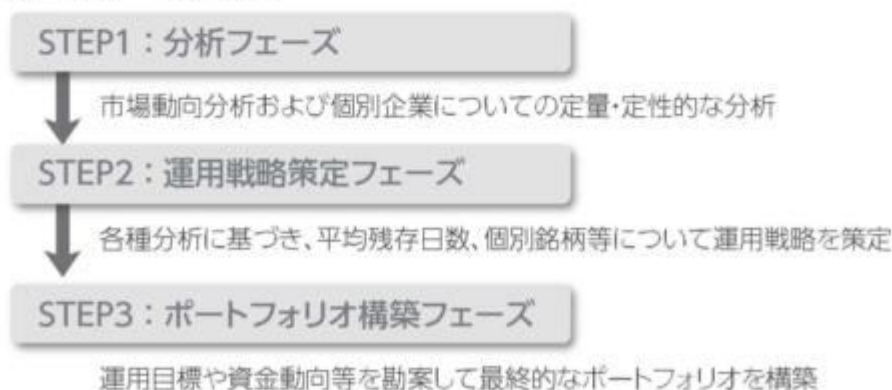 STEP1：分析フェーズ
市場動向分析および個別企業についての定量・定性的な分析
STEP2：運用戦略策定フェーズ
各種分析に基づき、平均残存日数、個別銘柄等について運用戦略を策定
STEP3：ポートフォリオ構築フェーズ
運用目標や資金動向等を勘案して最終的なポートフォリオを構築